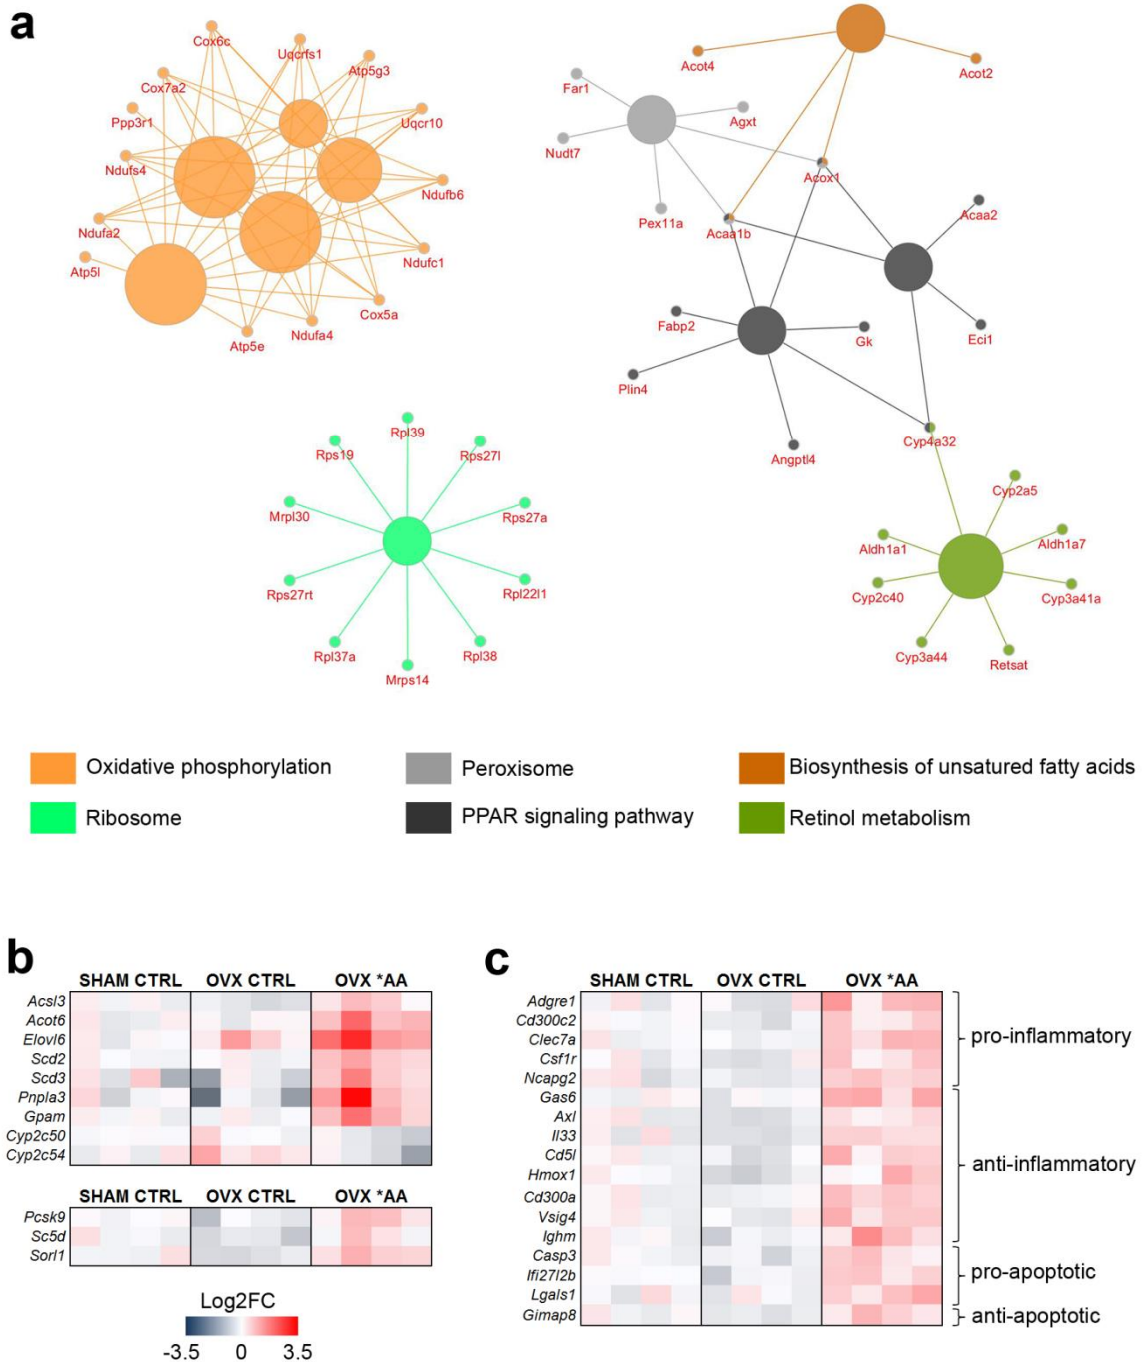 a
Cox6c
Uqcrfs1
Atp5g3
Cox7a2
Ppp3r1
Uqcr10
Ndufs4
Ndufb6
Ndufa2
Ndufc1
Atp5l
Cox5a
Ndufa4
Atp5e
Acot4
Acot2
Far1
Agxt
Nudt7
Acox1
Pex11a
Acaa1b
Acaa2
Fabp2
Gk
Eci1
Plin4
Angptl4
Cyp4a32
Cyp2a5
Aldh1a1
Aldh1a7
Cyp2c40
Cyp3a41a
Cyp3a44
Retsat
Rpl39
Rps19
Rps27l
Mrpl30
Rps27a
Rps27rt
Rpl22l1
Rpl37a
Rpl38
Mrps14
Oxidative phosphorylation
Peroxisome
Biosynthesis of unsatured fatty acids
Ribosome
PPAR signaling pathway
Retinol metabolism
b
SHAM CTRL OVX CTRL OVX *AA
Acsl3
Acot6
Elovl6
Scd2
Scd3
Pnpla3
Gpam
Cyp2c50
Cyp2c54
SHAM CTRL OVX CTRL OVX *AA
Pcsk9
Sc5d
Sorl1
Log2FC
-3.5 0 3.5
c
SHAM CTRL OVX CTRL OVX *AA
Adgre1
Cd300c2
Clec7a
Csf1r
Ncapg2
Gas6
Axl
Il33
Cd5l
Hmox1
Cd300a
Vsig4
Ighm
Casp3
Ifi27l2b
Lgals1
Gimap8
pro-inflammatory
anti-inflammatory
pro-apoptotic
anti-apoptotic